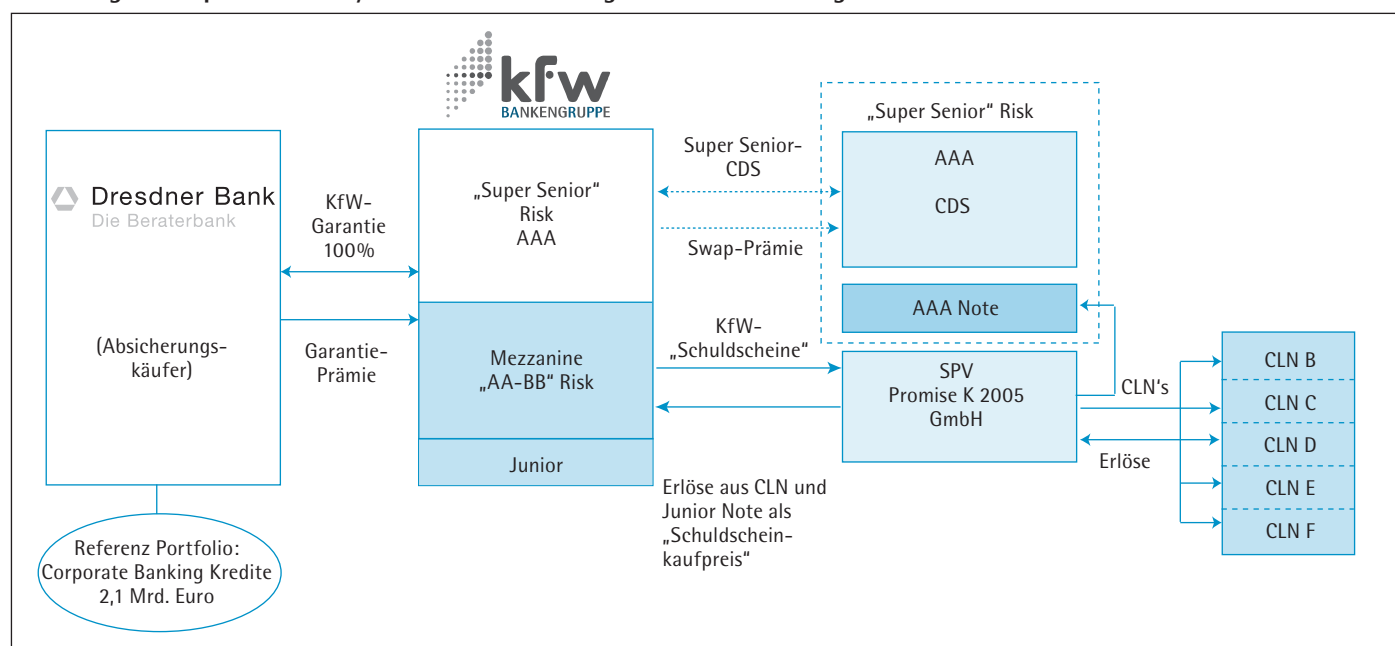 kfw
BANKENGRUPPE
Dresdner Bank
Die Beraterbank
(Absicherungs-
käufer)
Referenz Portfolio:
Corporate Banking Kredite
2,1 Mrd. Euro
KfW-
Garantie
100%
Garantie-
Prämie
„Super Senior“
Risk
AAA
Mezzanine
„AA-BB“ Risk
Junior
Super Senior-
CDS
Swap-Prämie
KfW-
„Schuldscheine“
Erlöse aus CLN und
Junior Note als
„Schuldschein-
kaufpreis“
„Super Senior“ Risk
AAA
CDS
AAA Note
SPV
Promise K 2005
GmbH
CLN's
Erlöse
CLN B
CLN C
CLN D
CLN E
CLN F